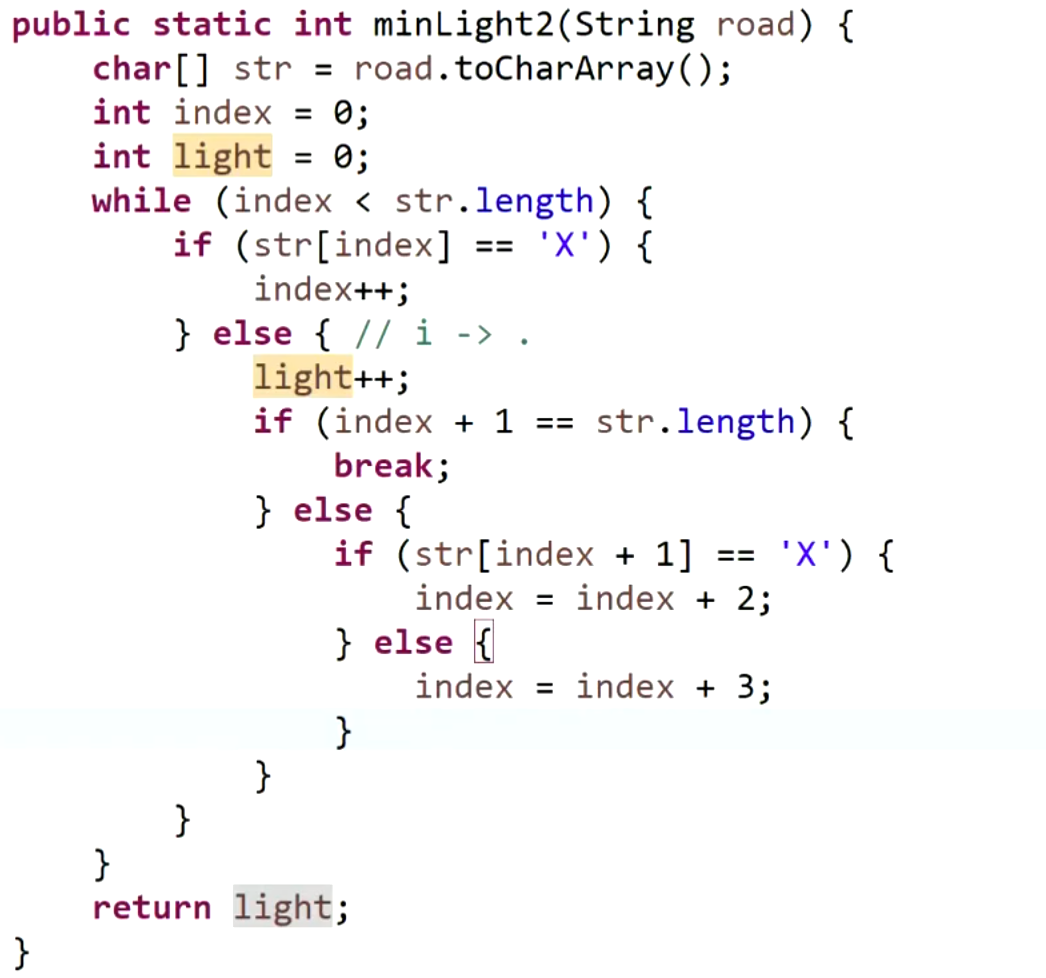 public static int minLight2(String road) {
    char[] str = road.toCharArray();
    int index = 0;
    int light = 0;
    while (index < str.length) {
        if (str[index] == 'X') {
            index++;
        } else { // i -> .
            light++;
            if (index + 1 == str.length) {
                break;
            } else {
                if (str[index + 1] == 'X') {
                    index = index + 2;
                } else {
                    index = index + 3;
                }
            }
        }
    }
    return light;
}